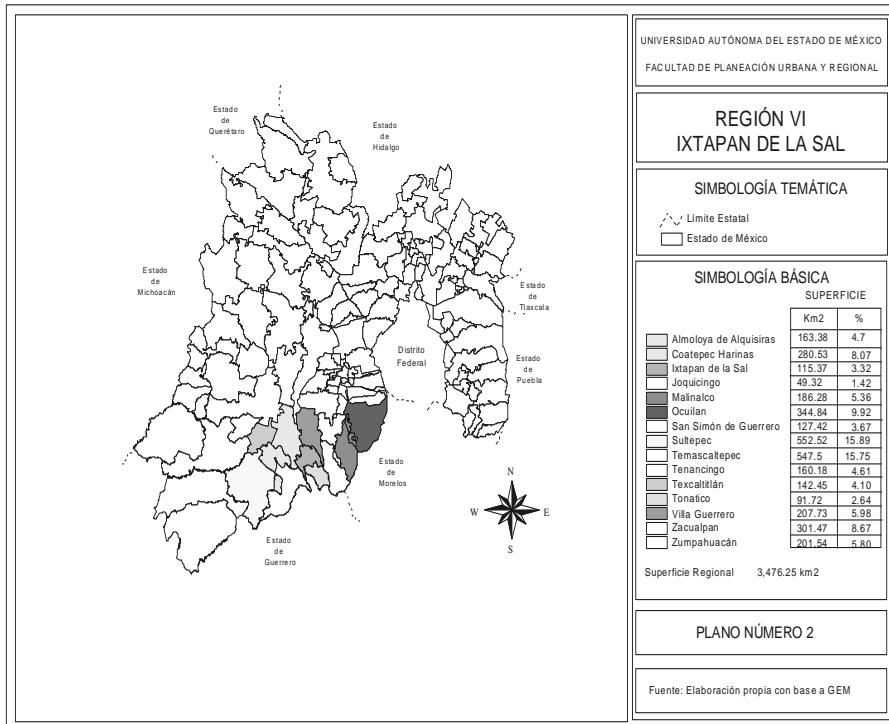 Estado
de
Querétaro
Estado
de
Hidalgo
Estado
de
Michoacán
Estado
de
Tlaxcala
Distrito
Federal
Estado
de
Puebla
Estado
de
Morelos
Estado
de
Guerrero
N
W E
S
UNIVERSIDAD AUTÓNOMA DEL ESTADO DE MÉXICO
FACULTAD DE PLANEACIÓN URBANA Y REGIONAL
REGIÓN VI
IXTAPAN DE LA SAL
SIMBOLOGÍA TEMÁTICA
Límite Estatal
Estado de México
SIMBOLOGÍA BÁSICA
SUPERFICIE
Km2 %
Almoloya de Alquisiras 163.38 4.7
Coatepec Harinas 280.53 8.07
Ixtapan de la Sal 115.37 3.32
Joquicingo 49.32 1.42
Malinalco 186.28 5.36
Ocuilan 344.84 9.92
San Simón de Guerrero 127.42 3.67
Sultepec 552.52 15.89
Temascaltepec 547.5 15.75
Tenancingo 160.18 4.61
Texcaltitlán 142.45 4.10
Tonatico 91.72 2.64
Villa Guerrero 207.73 5.98
Zacualpan 301.47 8.67
Zumpahuacán 201.54 5.80
Superficie Regional 3,476.25 km2
PLANO NÚMERO 2
Fuente: Elaboración propia con base a GEM